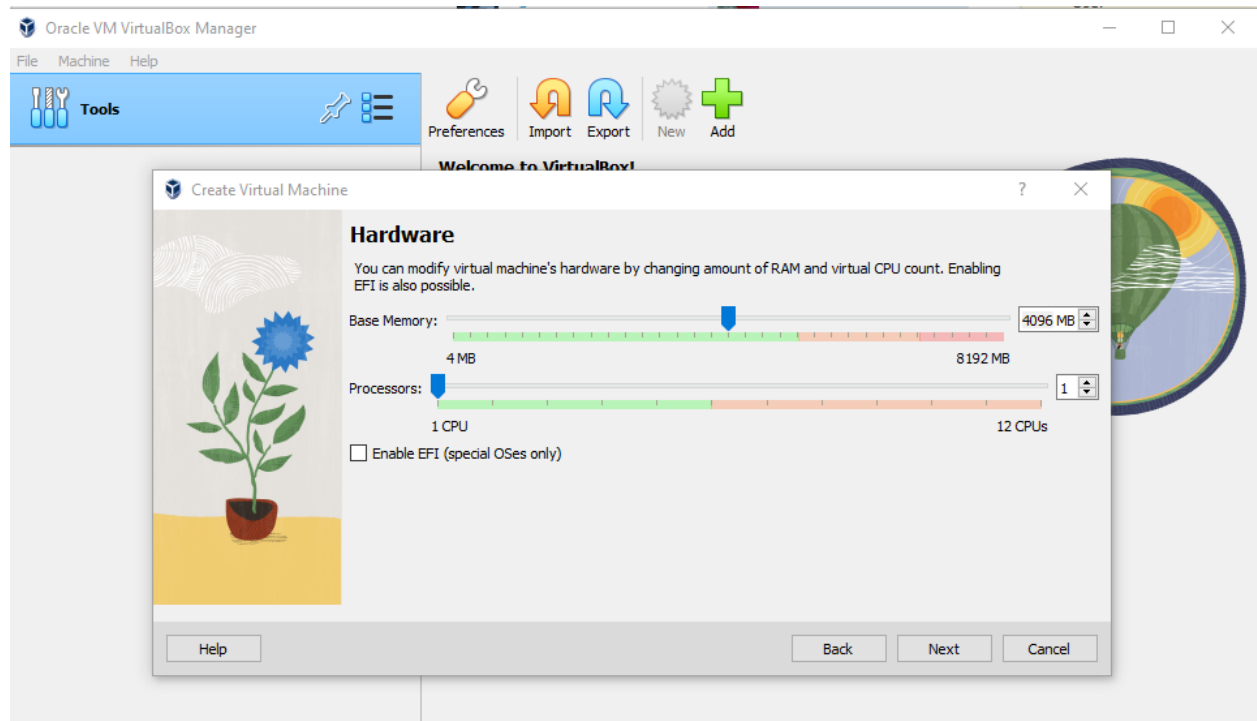 Oracle VM VirtualBox Manager
File Machine Help
Tools
Preferences Import Export New Add
Welcome to VirtualBox!
Create Virtual Machine
?
Hardware
You can modify virtual machine's hardware by changing amount of RAM and virtual CPU count. Enabling
EFI is also possible.
Base Memory: 4096 MB
4 MB 8192 MB
Processors: 1
1 CPU 12 CPUs
Enable EFI (special OSes only)
Help Back Next Cancel